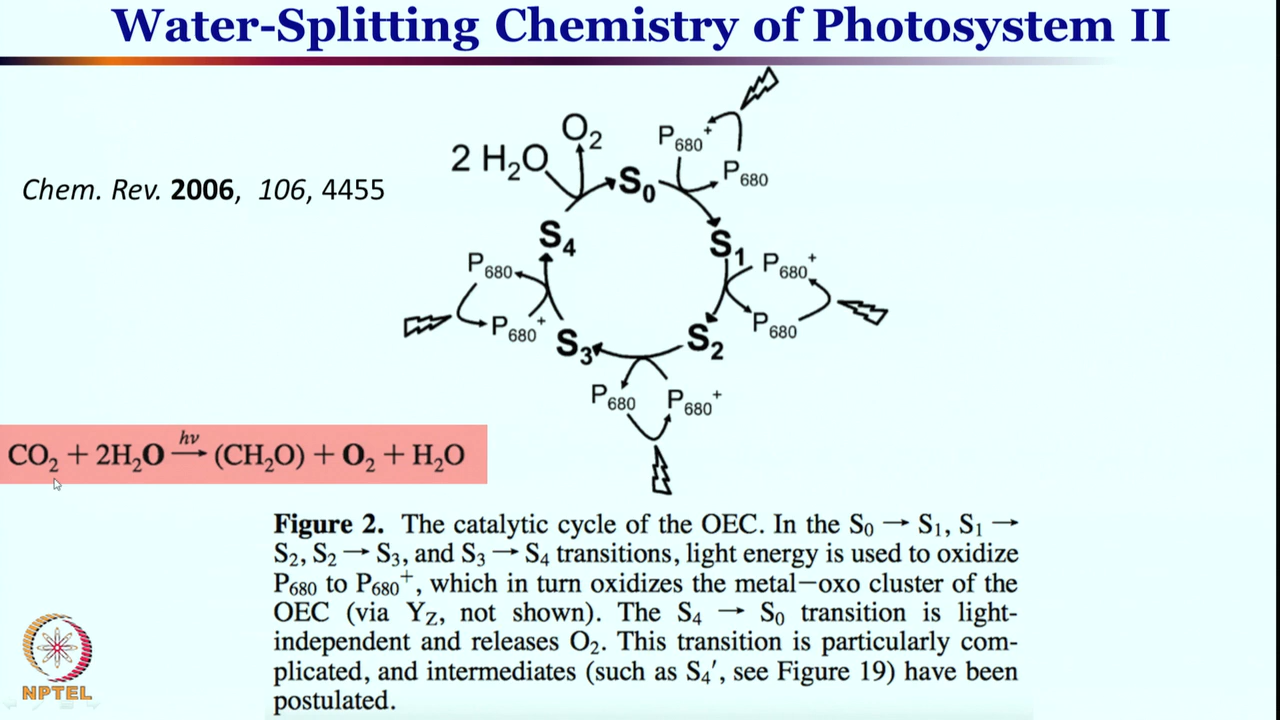 Water-Splitting Chemistry of Photosystem II
Chem. Rev. 2006, 106, 4455
O₂
2 H₂O
S₀
P₆₈₀⁺
P₆₈₀
S₁
P₆₈₀⁺
P₆₈₀
S₂
P₆₈₀⁺
P₆₈₀
S₃
P₆₈₀⁺
P₆₈₀
S₄
CO₂ + 2H₂O hν → (CH₂O) + O₂ + H₂O
Figure 2. The catalytic cycle of the OEC. In the S₀ → S₁, S₁ →
S₂, S₂ → S₃, and S₃ → S₄ transitions, light energy is used to oxidize
P₆₈₀ to P₆₈₀⁺, which in turn oxidizes the metal−oxo cluster of the
OEC (via Y_Z, not shown). The S₄ → S₀ transition is light-
independent and releases O₂. This transition is particularly com-
plicated, and intermediates (such as S₄′, see Figure 19) have been
postulated.
NPTEL